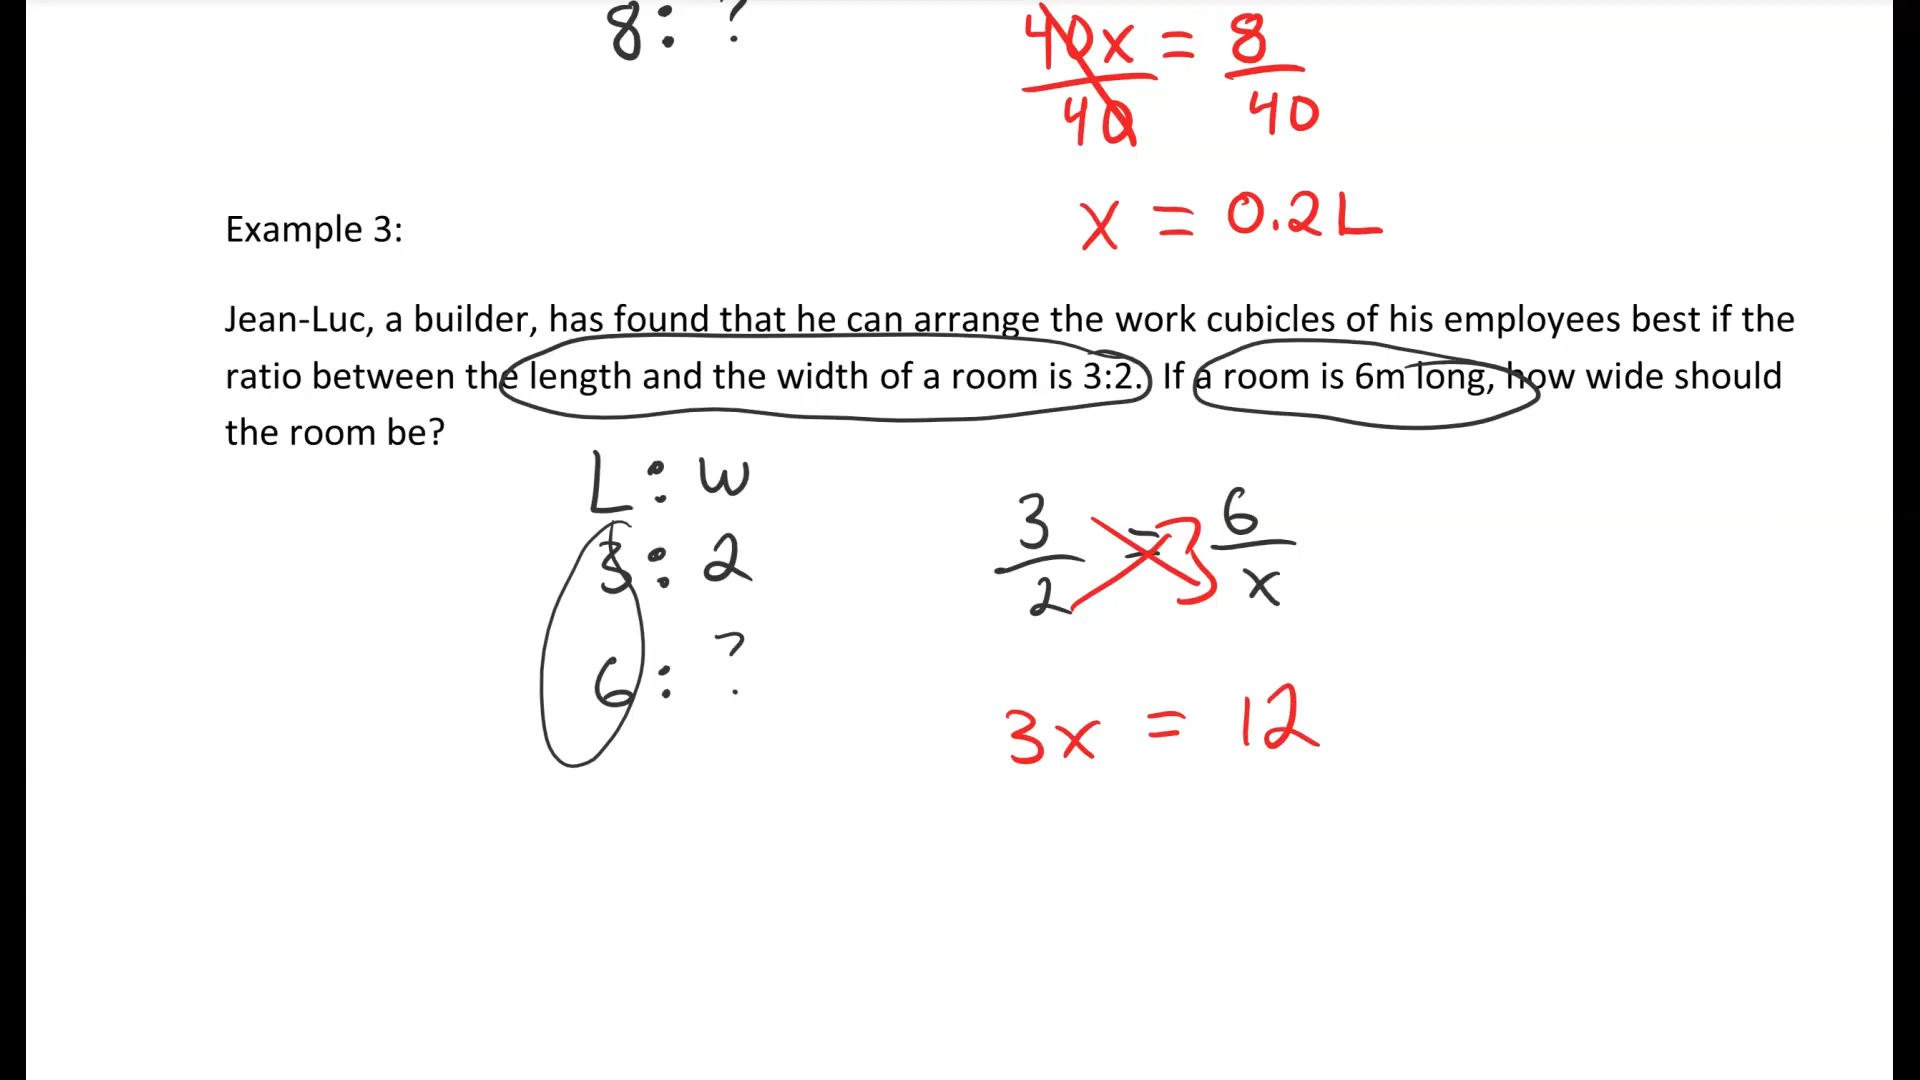 8: ?
40x = 8
40 40
x = 0.2L
Example 3:
Jean-Luc, a builder, has found that he can arrange the work cubicles of his employees best if the
ratio between the length and the width of a room is 3:2. If a room is 6m long, how wide should
the room be?
L : W
3 : 2
6 : ?
3 = 6
2 x
3x = 12